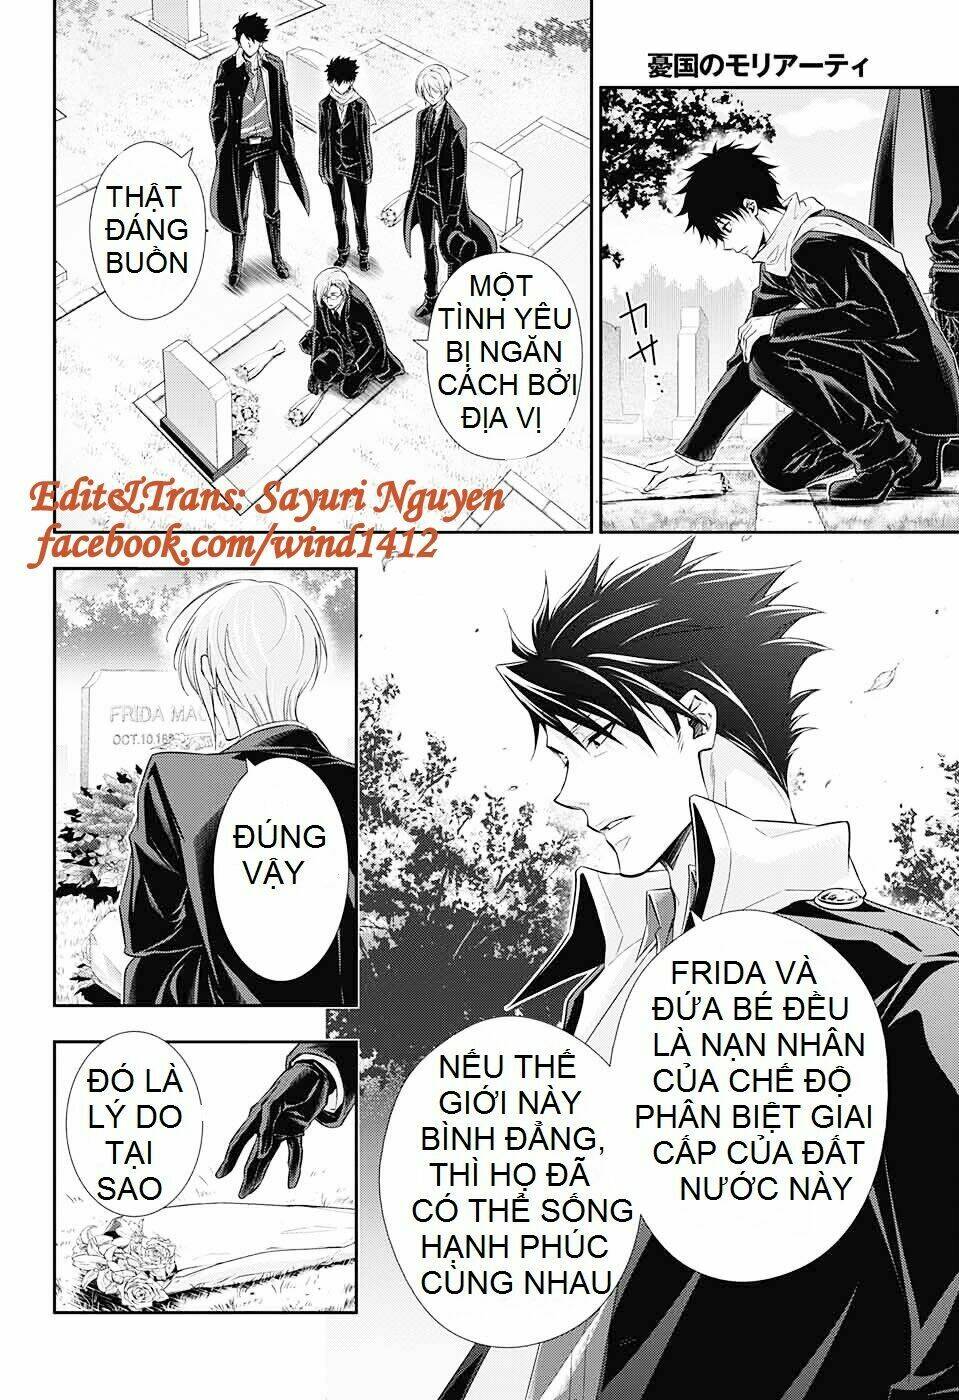 憂国のモリアーティ
MỘT
TÌNH YÊU
BỊ NGĂN
CÁCH BỞI
ĐỊA VỊ
THẬT
ĐÁNG
BUỒN
Edit&Trans: Sayuri Nguyen
facebook.com/wind1412
FRIDA VÀ
ĐỨA BÉ ĐỀU
LÀ NẠN NHÂN
CỦA CHẾ ĐỘ
PHÂN BIỆT GIAI
CẤP CỦA ĐẤT
NƯỚC NÀY
NẾU THẾ
GIỚI NÀY
BÌNH ĐẲNG,
THÌ HỌ ĐÃ
CÓ THỂ SỐNG
HẠNH PHÚC
CÙNG NHAU
FRIDA
OCT.10.18
ĐÚNG
VẬY
ĐÓ LÀ
LÝ DO
TẠI
SAO